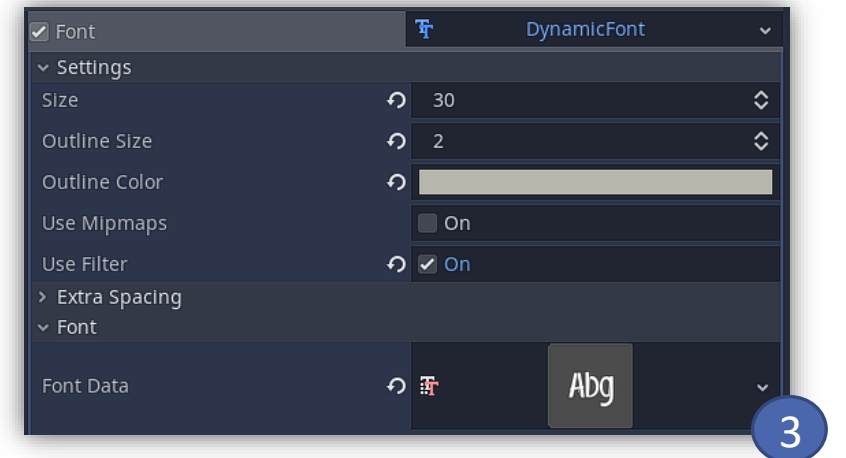 Font DynamicFont
Settings
Size 30
Outline Size 2
Outline Color
Use Mipmaps On
Use Filter On
Extra Spacing
Font
Font Data Abg
3